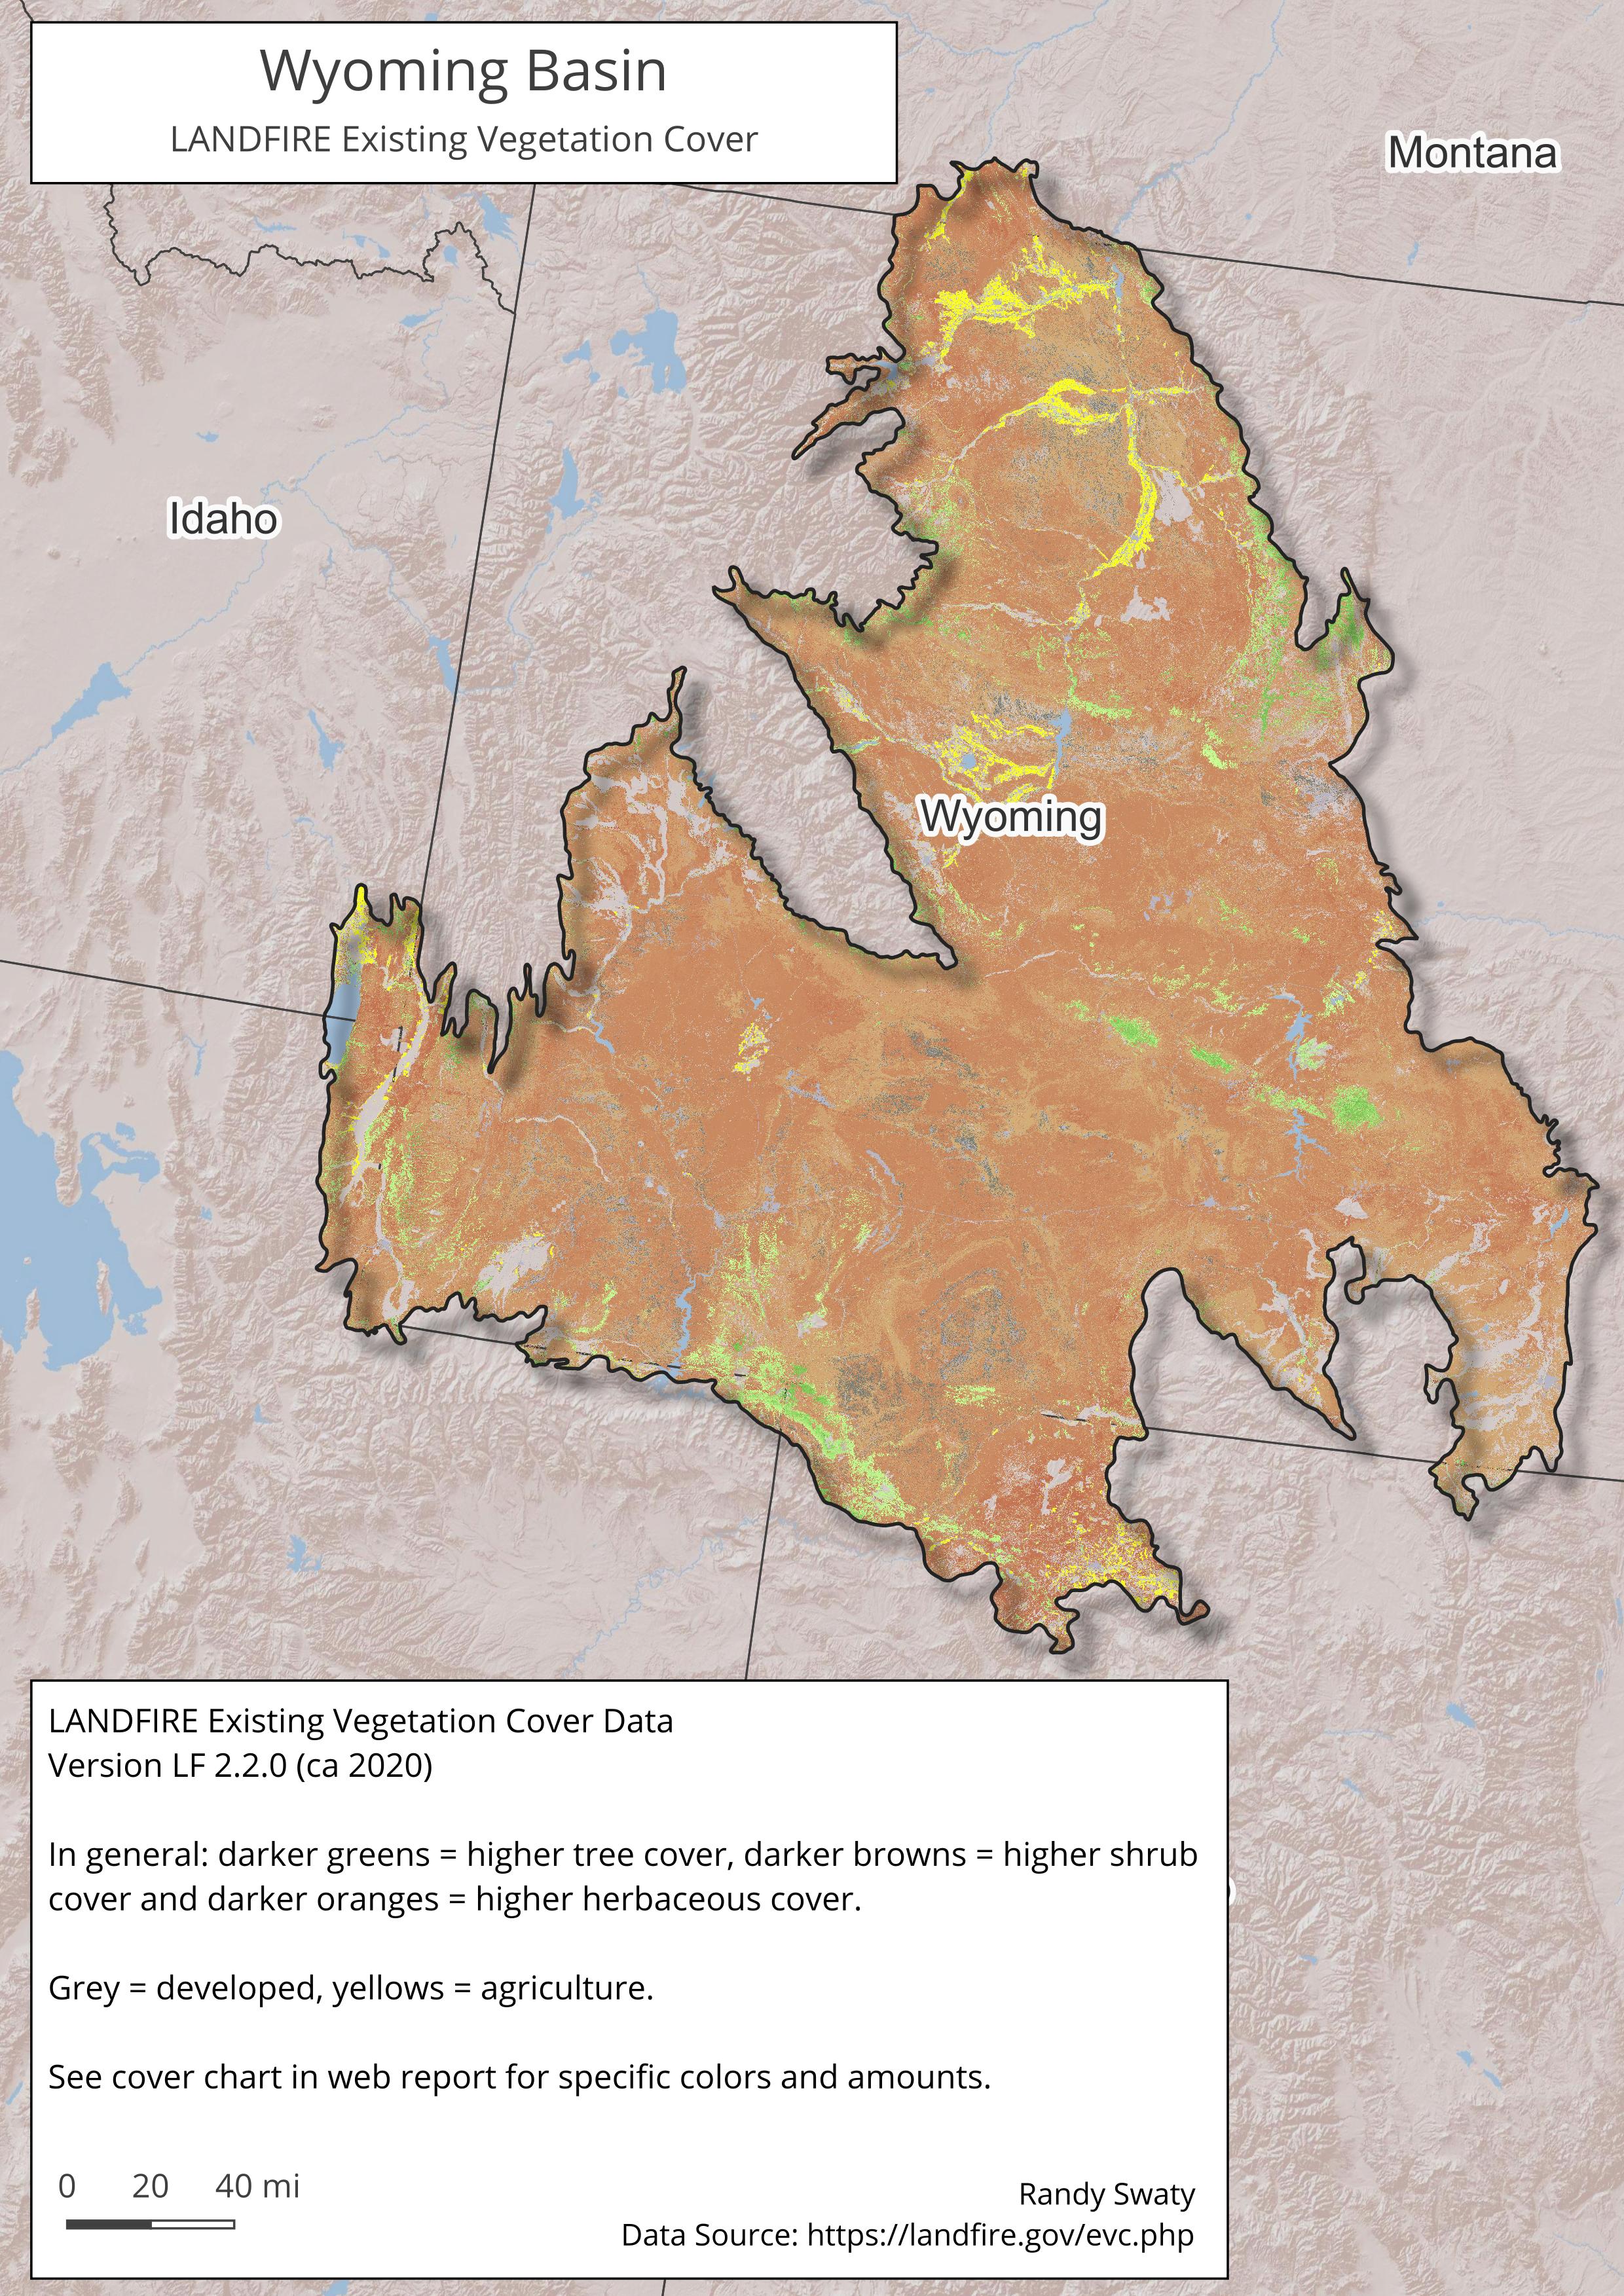 Wyoming Basin
LANDFIRE Existing Vegetation Cover
Montana
Idaho
Wyoming
LANDFIRE Existing Vegetation Cover Data
Version LF 2.2.0 (ca 2020)
In general: darker greens = higher tree cover, darker browns = higher shrub
cover and darker oranges = higher herbaceous cover.
Grey = developed, yellows = agriculture.
See cover chart in web report for specific colors and amounts.
0 20 40 mi
Randy Swaty
Data Source: https://landfire.gov/evc.php